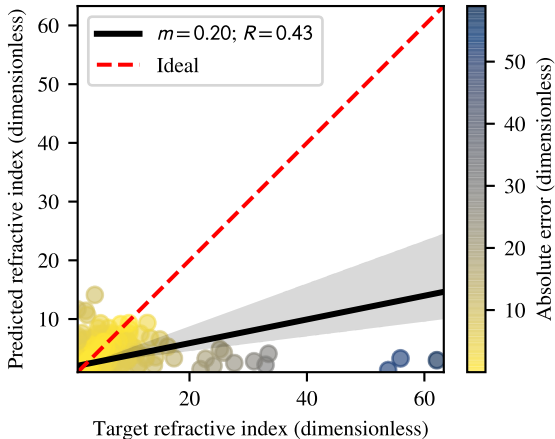 m=0.20; R=0.43
Ideal
60
50
40
30
20
10
20
40
60
50
40
30
20
10
Predicted refractive index (dimensionless)
Target refractive index (dimensionless)
Absolute error (dimensionless)